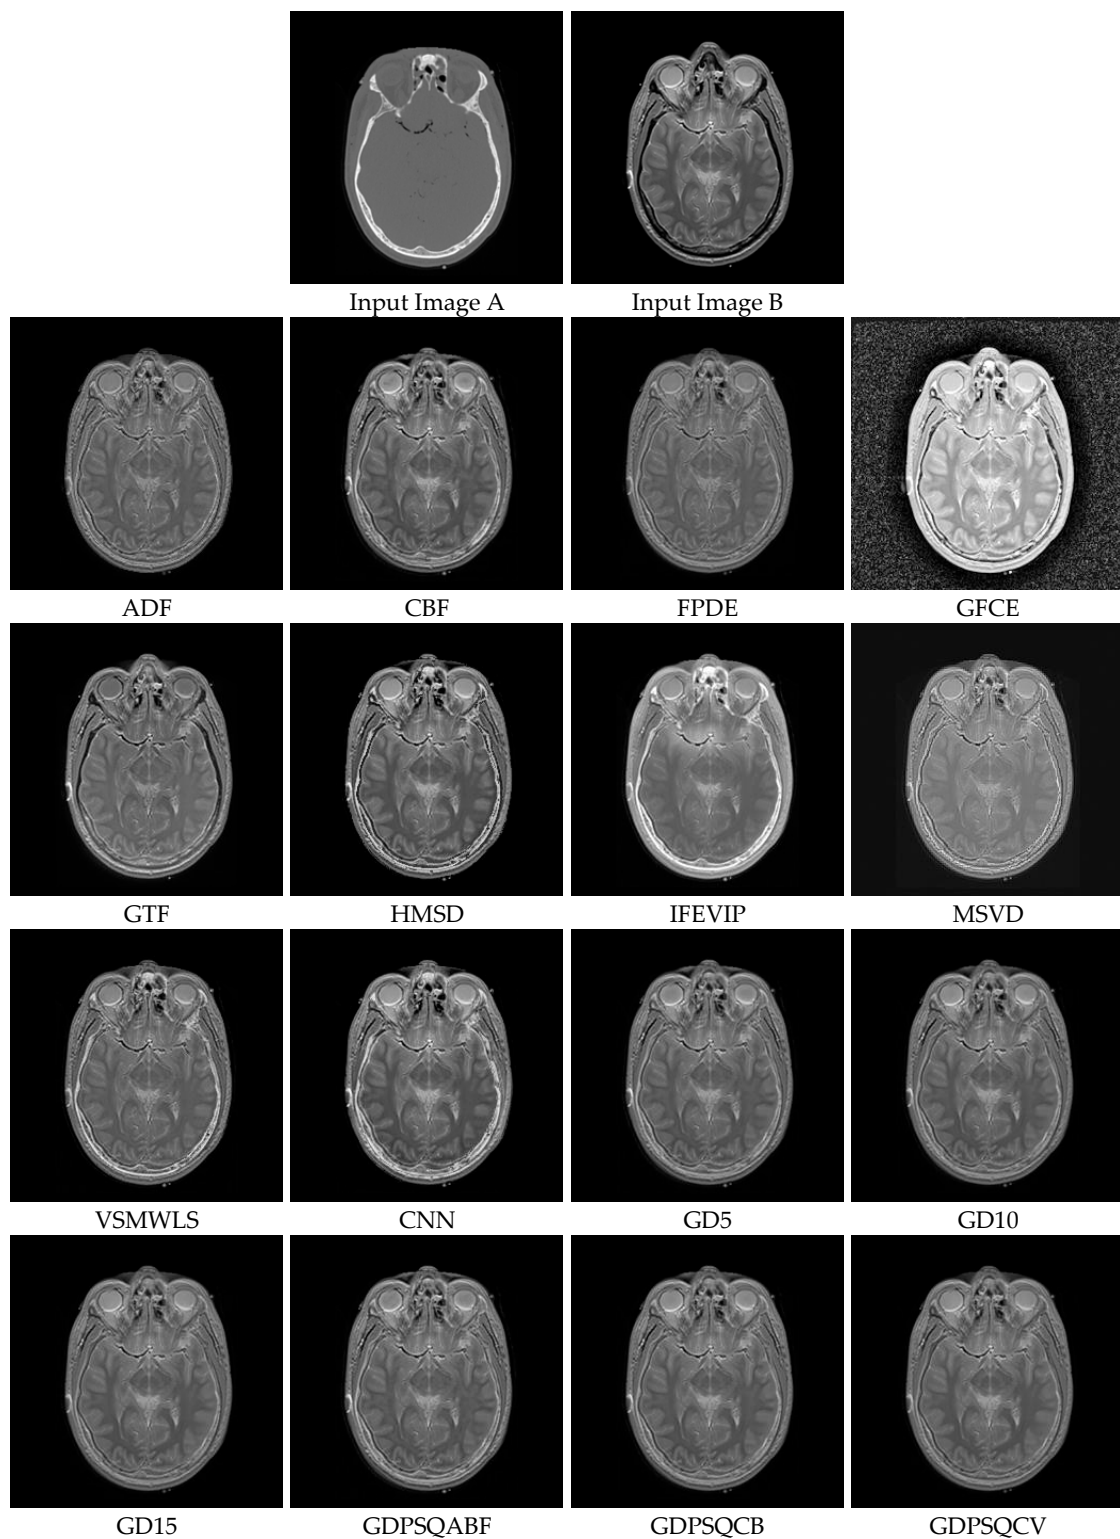 Input Image A Input Image B
ADF CBF FPDE GFCE
GTF HMSD IFEVIP MSVD
VSMWLS CNN GD5 GD10
GD15 GDPSQABF GDPSQCB GDPSQCV